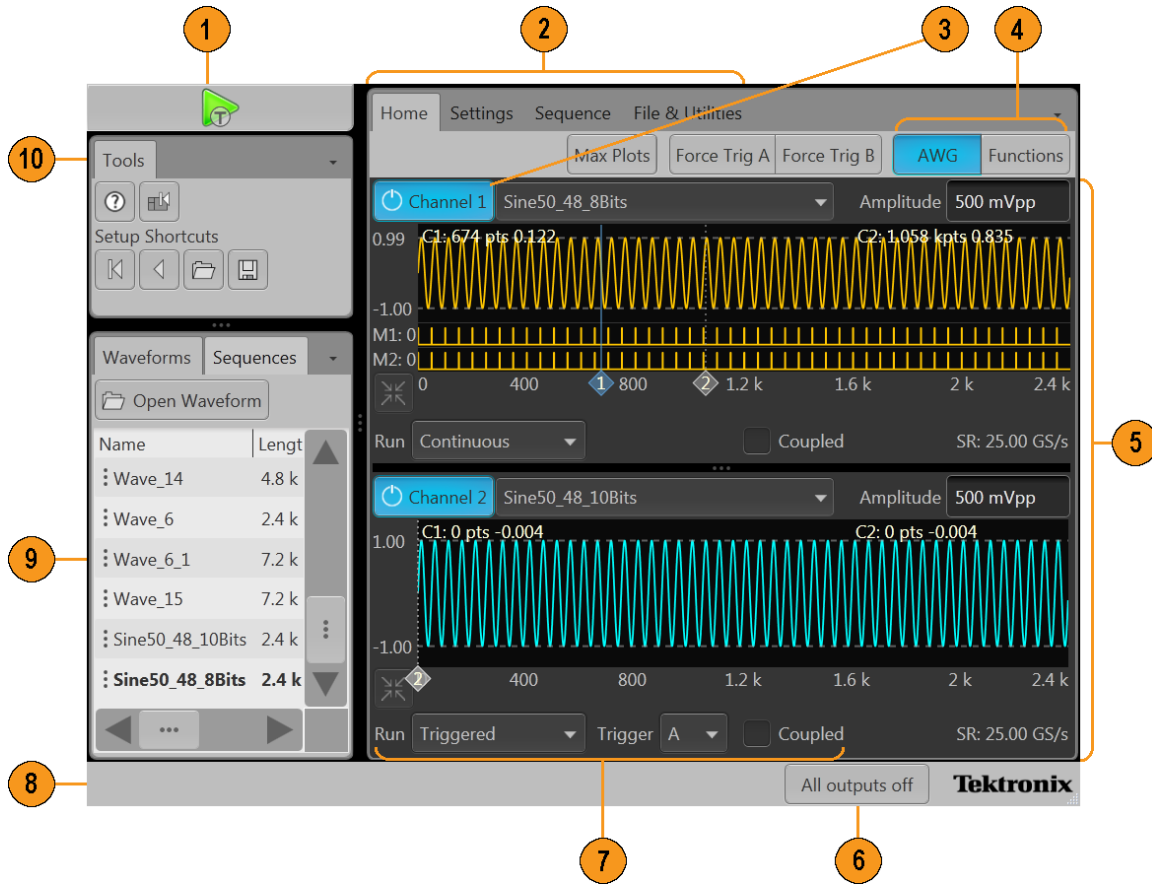 1
2
3
4
T
Home Settings Sequence File & Utilities
10
Tools
Max Plots Force Trig A Force Trig B AWG Functions
?
Channel 1 Sine50_48_8Bits Amplitude 500 mVpp
Setup Shortcuts
0.99 C1: 674 pts 0.122 C2: 1.058 kpts 0.835
-1.00
M1: 0
M2: 0
0 400 1 800 2 1.2 k 1.6 k 2 k 2.4 k
Waveforms Sequences
Open Waveform
Run Continuous Coupled SR: 25.00 GS/s
5
Name Lengt
Wave_14 4.8 k
Wave_6 2.4 k
Wave_6_1 7.2 k
Wave_15 7.2 k
Sine50_48_10Bits 2.4 k
Sine50_48_8Bits 2.4 k
9
Channel 2 Sine50_48_10Bits Amplitude 500 mVpp
1.00 C1: 0 pts -0.004 C2: 0 pts -0.004
-1.00
2 400 800 1.2 k 1.6 k 2 k 2.4 k
Run Triggered Trigger A Coupled SR: 25.00 GS/s
8
All outputs off Tektronix
7
6